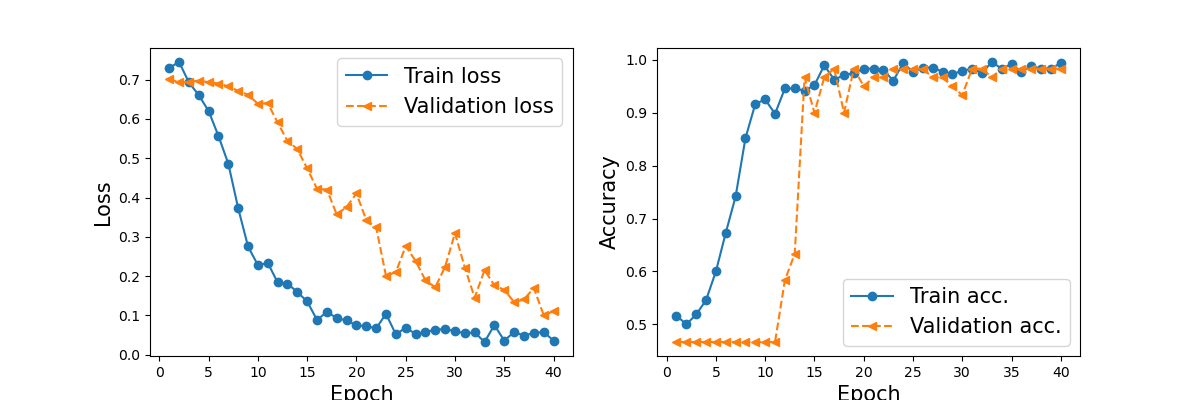 0.7
0.6
0.5
0.4
0.3
0.2
0.1
0.0
Loss
0 5 10 15 20 25 30 35 40
Epoch
Train loss
Validation loss
1.0
0.9
0.8
0.7
0.6
0.5
Accuracy
0 5 10 15 20 25 30 35 40
Epoch
Train acc.
Validation acc.